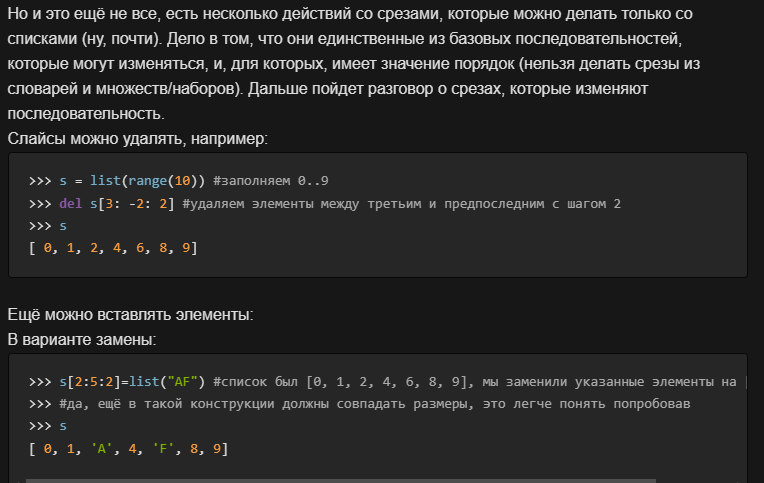 Но и это ещё не все, есть несколько действий со срезами, которые можно делать только со
списками (ну, почти). Дело в том, что они единственные из базовых последовательностей,
которые могут изменяться, и, для которых, имеет значение порядок (нельзя делать срезы из
словарей и множеств/наборов). Дальше пойдет разговор о срезах, которые изменяют
последовательность.
Слайсы можно удалять, например:
>>> s = list(range(10)) #заполняем 0..9
>>> del s[3: -2: 2] #удаляем элементы между третьим и предпоследним с шагом 2
>>> s
[ 0, 1, 2, 4, 6, 8, 9]
Ещё можно вставлять элементы:
В варианте замены:
>>> s[2:5:2]=list("AF") #список был [0, 1, 2, 4, 6, 8, 9], мы заменили указанные элементы на [
>>> #да, ещё в такой конструкции должны совпадать размеры, это легче понять попробовав
>>> s
[ 0, 1, 'A', 4, 'F', 8, 9]